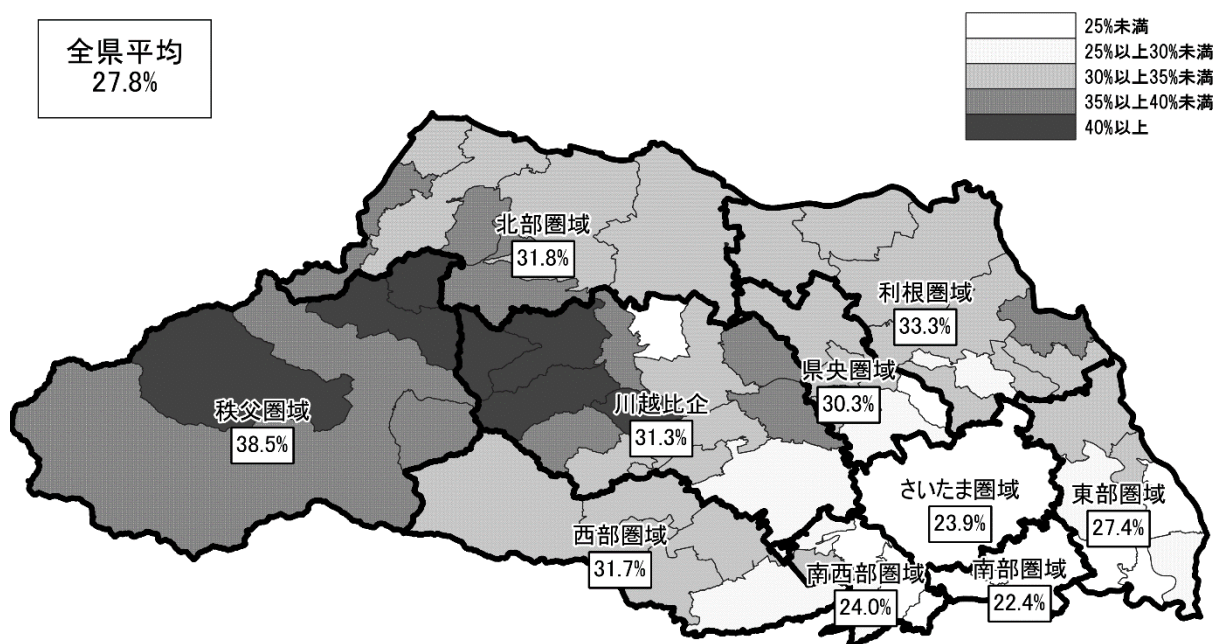 全県平均
27.8%
25%未満
25%以上30%未満
30%以上35%未満
35%以上40%未満
40%以上
北部圏域
31.8%
利根圏域
33.3%
県央圏域
30.3%
川越比企
31.3%
秩父圏域
38.5%
さいたま圏域
23.9%
東部圏域
27.4%
西部圏域
31.7%
南西部圏域
24.0%
南部圏域
22.4%